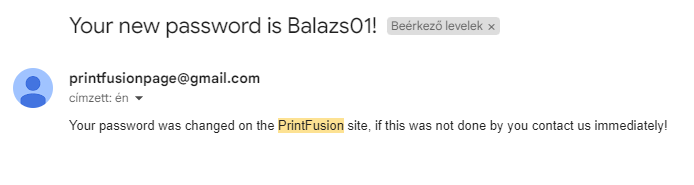 Your new password is Balazs01! Beérkező levelek ×
printfusionpage@gmail.com
címzett: én
Your password was changed on the PrintFusion site, if this was not done by you contact us immediately!